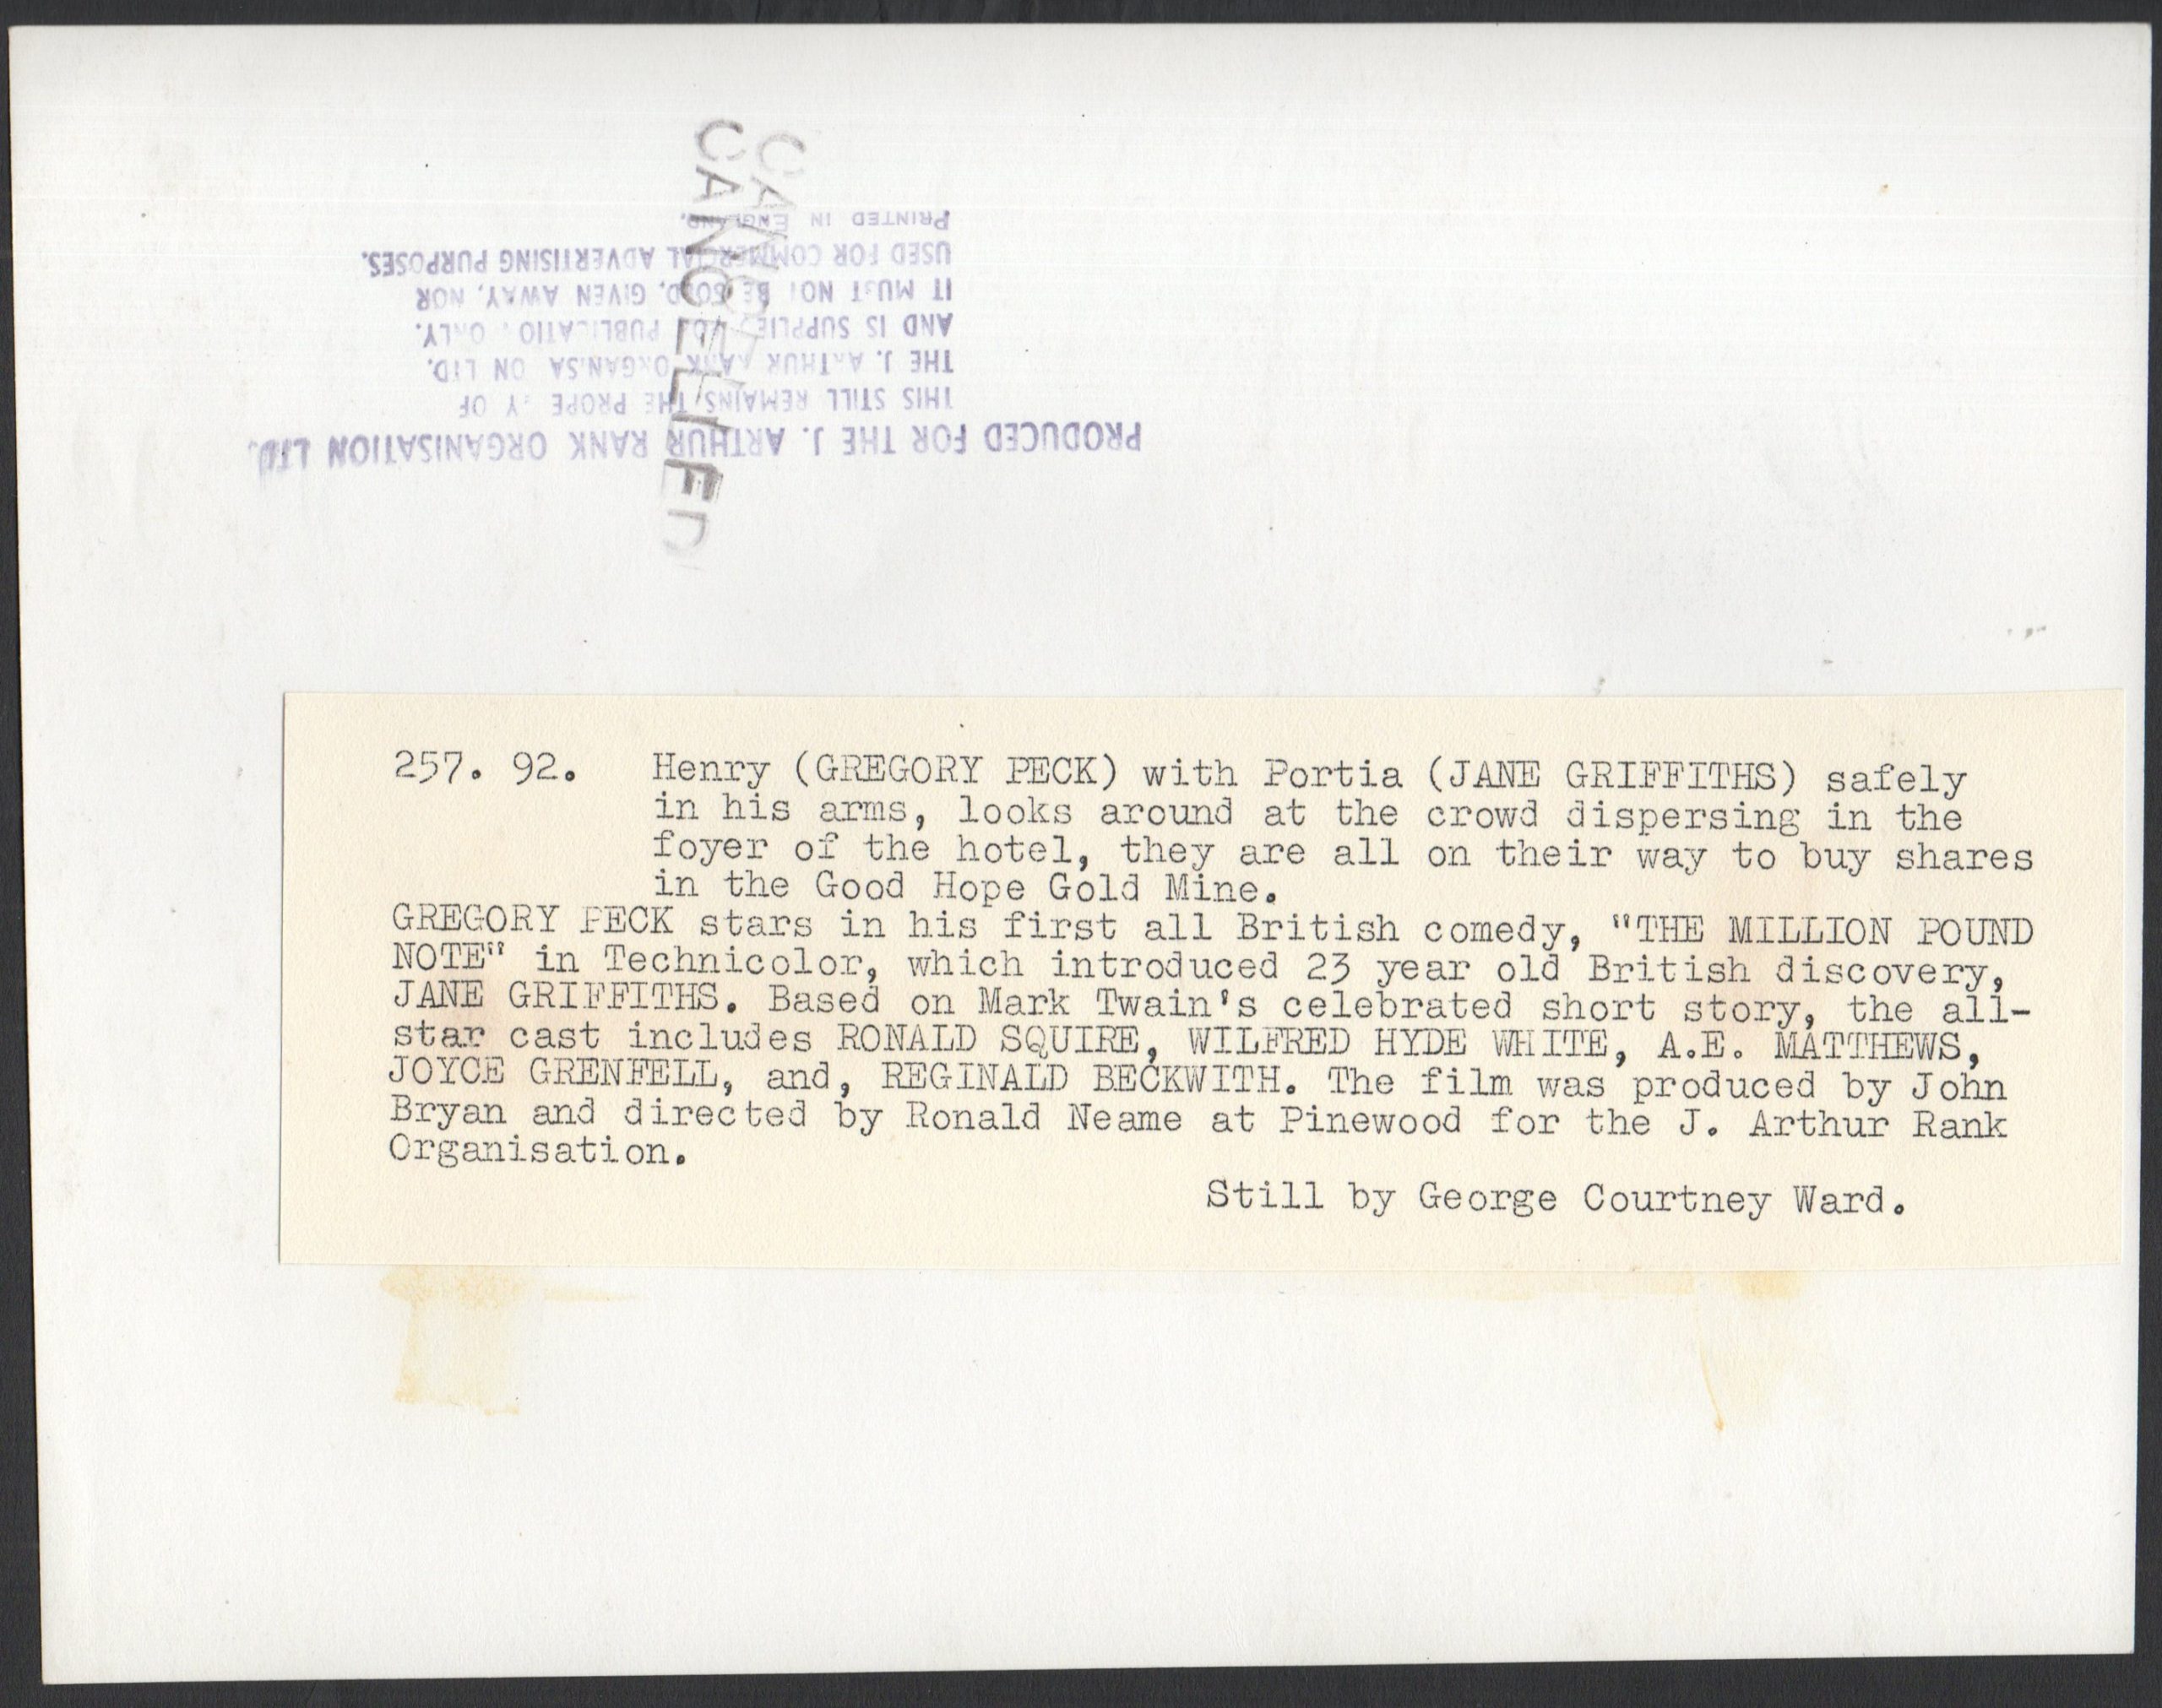 PRODUCED FOR THE J. ARTHUR RANK ORGANISATION LTD.
THIS STILL REMAINS THE PROPE Y OF
THE J. ARTHUR RANK ORGANISA ON LTD.
AND IS SUPPLIE FOR PUBLICATIO ONLY.
IT MUST NOT BE SOLD, GIVEN AWAY, NOR
USED FOR COMMERCIAL ADVERTISING PURPOSES.
PRINTED IN ENGLAND.
CANCELLED
257. 92. Henry (GREGORY PECK) with Portia (JANE GRIFFITHS) safely
in his arms, looks around at the crowd dispersing in the
foyer of the hotel, they are all on their way to buy shares
in the Good Hope Gold Mine.
GREGORY PECK stars in his first all British comedy, "THE MILLION POUND
NOTE" in Technicolor, which introduced 23 year old British discovery,
JANE GRIFFITHS. Based on Mark Twain's celebrated short story, the all-
star cast includes RONALD SQUIRE, WILFRED HYDE WHITE, A.E. MATTHEWS,
JOYCE GRENFELL, and, REGINALD BECKWITH. The film was produced by John
Bryan and directed by Ronald Neame at Pinewood for the J. Arthur Rank
Organisation.
Still by George Courtney Ward.